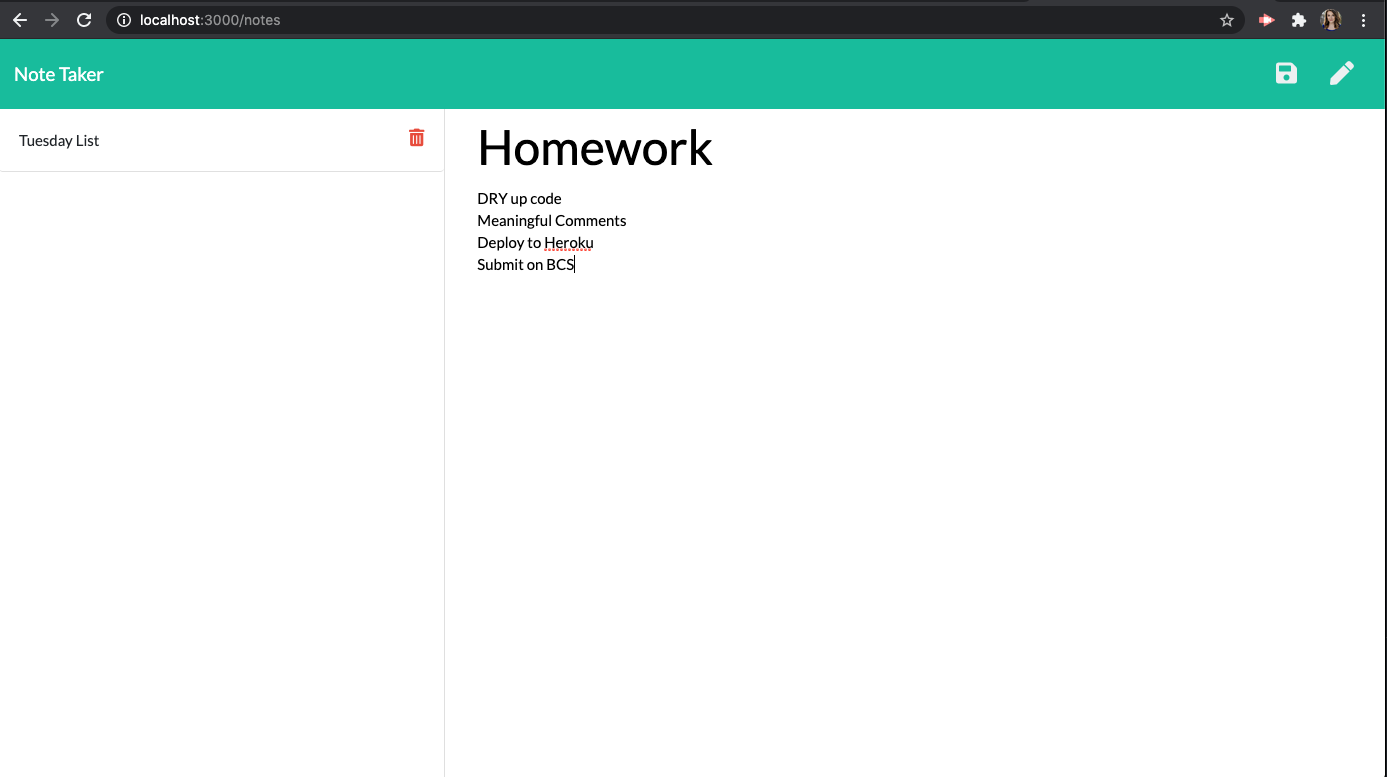 localhost:3000/notes
Note Taker
Tuesday List
Homework
DRY up code
Meaningful Comments
Deploy to Heroku
Submit on BCS